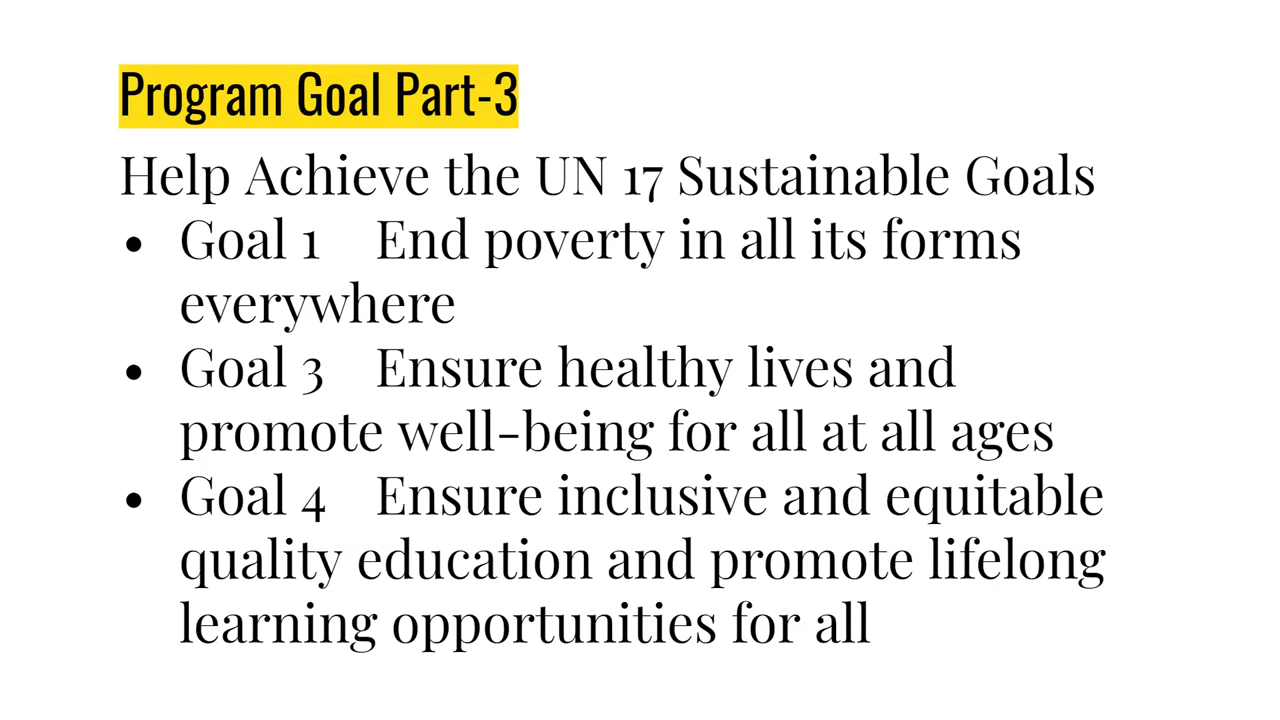 Program Goal Part-3
Help Achieve the UN 17 Sustainable Goals
• Goal 1 End poverty in all its forms
everywhere
• Goal 3 Ensure healthy lives and
promote well-being for all at all ages
• Goal 4 Ensure inclusive and equitable
quality education and promote lifelong
learning opportunities for all